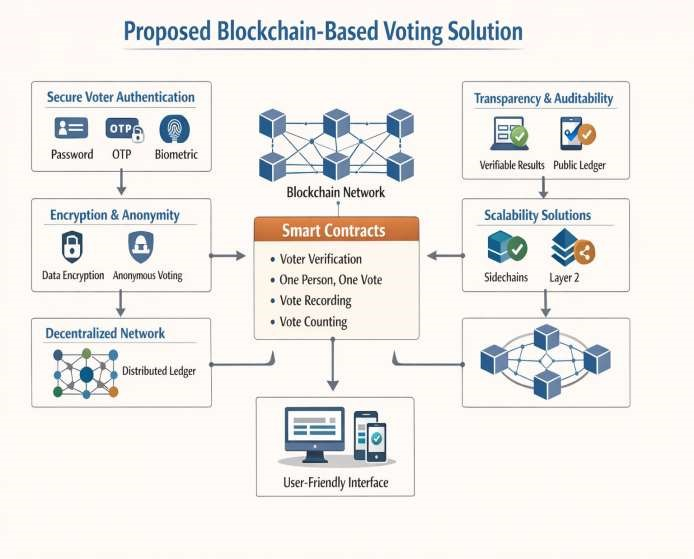 Proposed Blockchain-Based Voting Solution
Secure Voter Authentication
OTP
Password OTP Biometric
Encryption & Anonymity
Data Encryption Anonymous Voting
Decentralized Network
Distributed Ledger
Blockchain Network
Smart Contracts
• Voter Verification
• One Person, One Vote
• Vote Recording
• Vote Counting
User-Friendly Interface
Transparency & Auditability
Verifiable Results Public Ledger
Scalability Solutions
Sidechains Layer 2